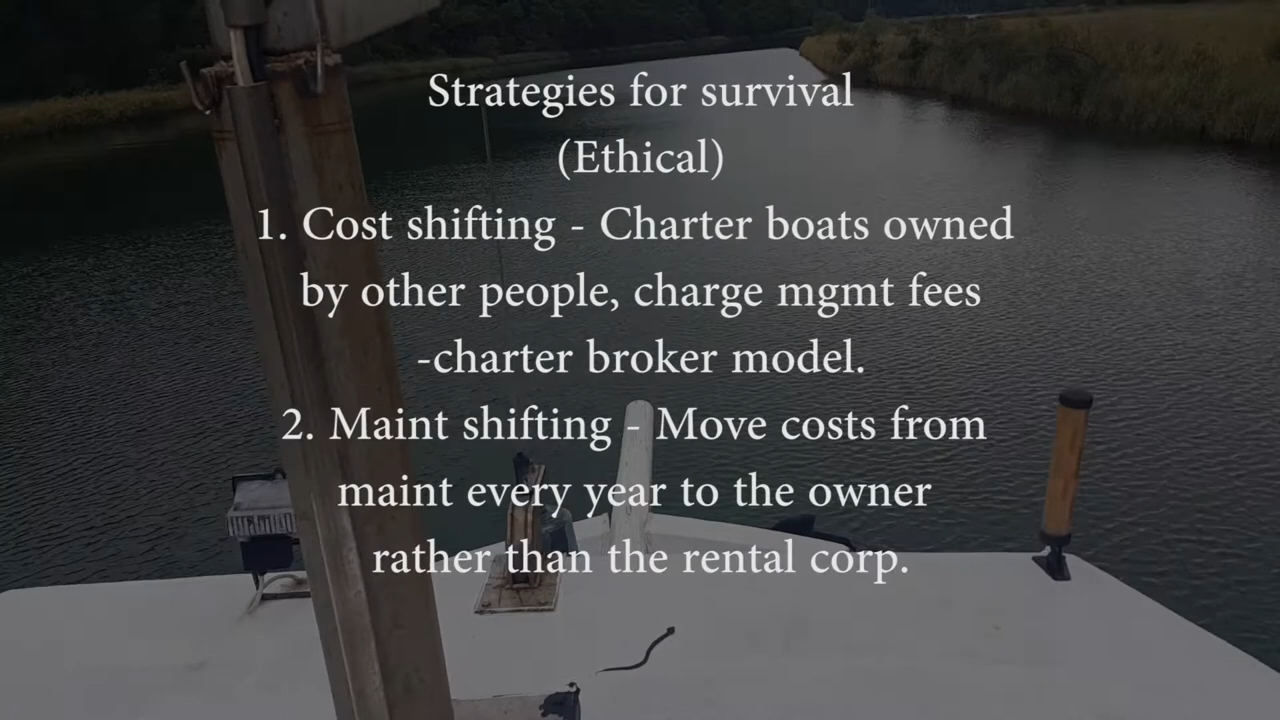 Strategies for survival
(Ethical)
1. Cost shifting - Charter boats owned
by other people, charge mgmt fees
-charter broker model.
2. Maint shifting - Move costs from
maint every year to the owner
rather than the rental corp.